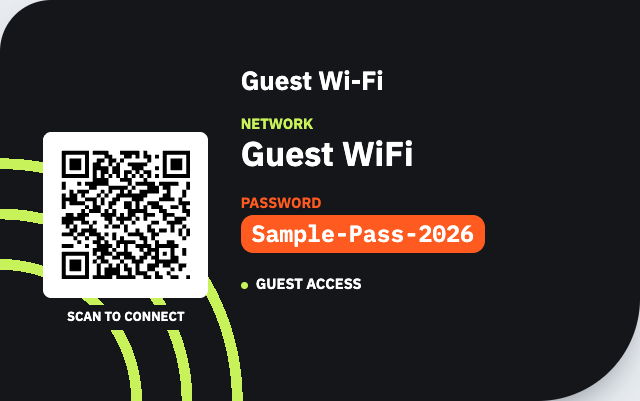 Guest Wi-Fi
NETWORK
Guest WiFi
PASSWORD
Sample-Pass-2026
GUEST ACCESS
SCAN TO CONNECT